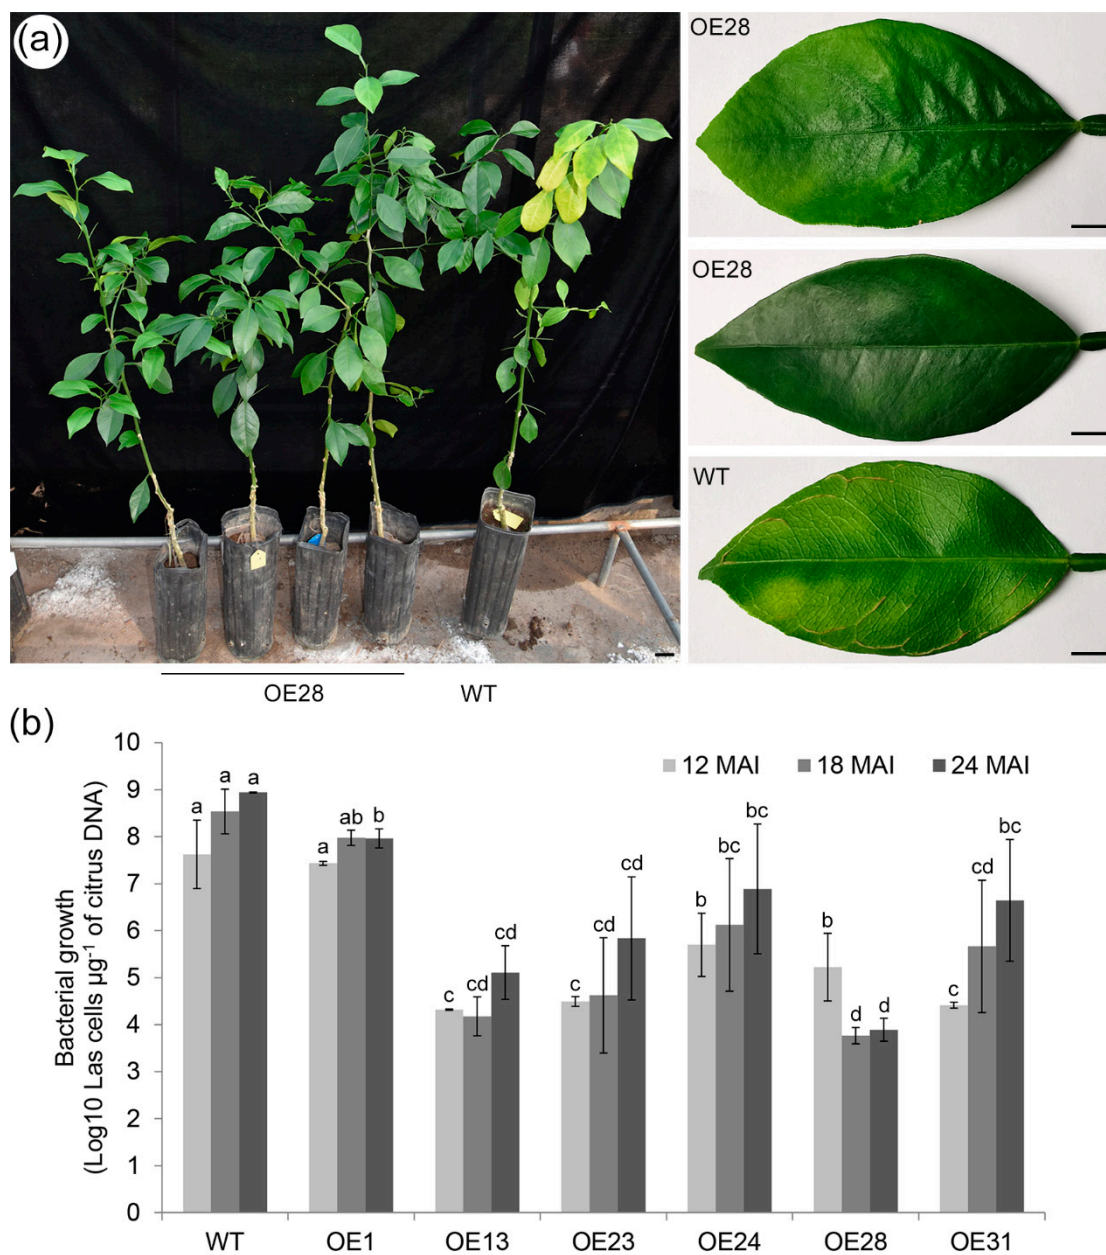 (a)
OE28
OE28
WT
OE28
WT
(b)
10
9
8
7
6
5
4
3
2
1
0
Bacterial growth
(Log10 Las cells µg⁻¹ of citrus DNA)
12 MAI
18 MAI
24 MAI
a
a
a
a
ab
b
c
cd
cd
cd
cd
cd
b
bc
bc
b
d
d
c
cd
bc
WT
OE1
OE13
OE23
OE24
OE28
OE31